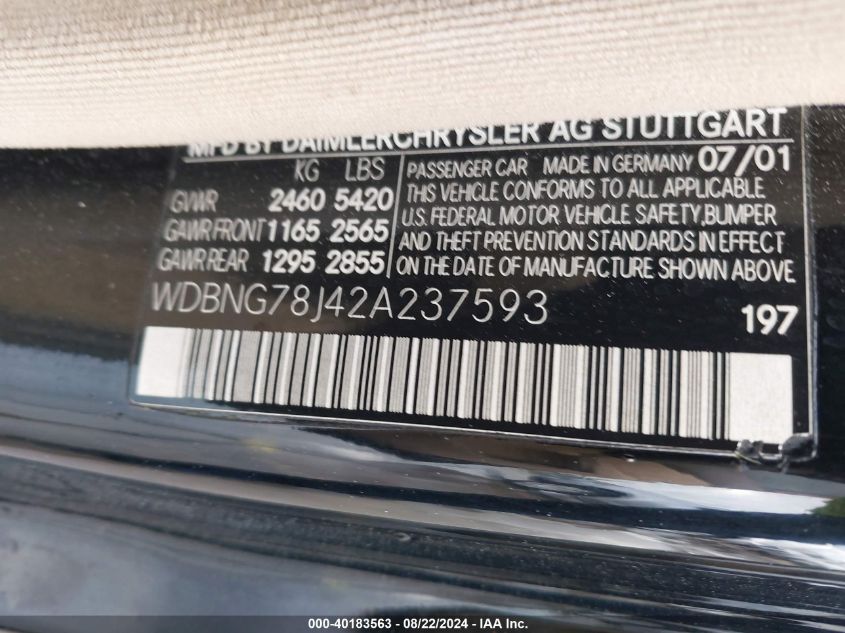 MFD BY DAIMLERCHRYSLER AG STUTTGART
KG LBS
GVWR 2460 5420
GAWR FRONT 1165 2565
GAWR REAR 1295 2855
PASSENGER CAR MADE IN GERMANY 07/01
THIS VEHICLE CONFORMS TO ALL APPLICABLE
U.S. FEDERAL MOTOR VEHICLE SAFETY, BUMPER
AND THEFT PREVENTION STANDARDS IN EFFECT
ON THE DATE OF MANUFACTURE SHOWN ABOVE
WDBNG78J42A237593
197
000-40183563 - 08/22/2024 - IAA Inc.